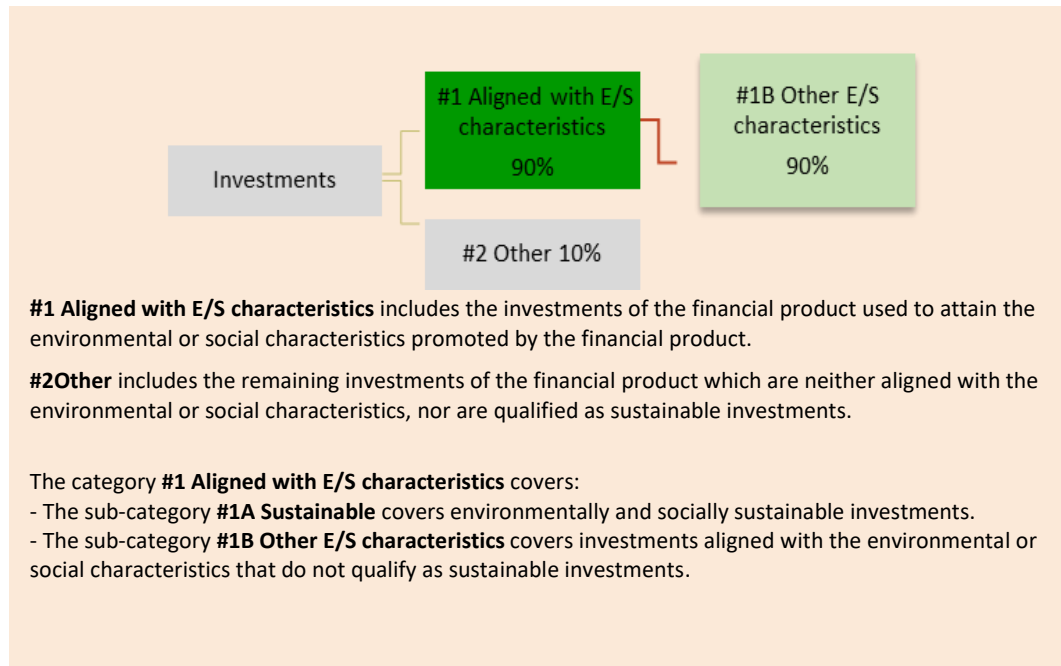 #1 Aligned with E/S
characteristics
90%
#1B Other E/S
characteristics
90%
Investments
#2 Other 10%
#1 Aligned with E/S characteristics includes the investments of the financial product used to attain the
environmental or social characteristics promoted by the financial product.
#2Other includes the remaining investments of the financial product which are neither aligned with the
environmental or social characteristics, nor are qualified as sustainable investments.
The category #1 Aligned with E/S characteristics covers:
- The sub-category #1A Sustainable covers environmentally and socially sustainable investments.
- The sub-category #1B Other E/S characteristics covers investments aligned with the environmental or
social characteristics that do not qualify as sustainable investments.